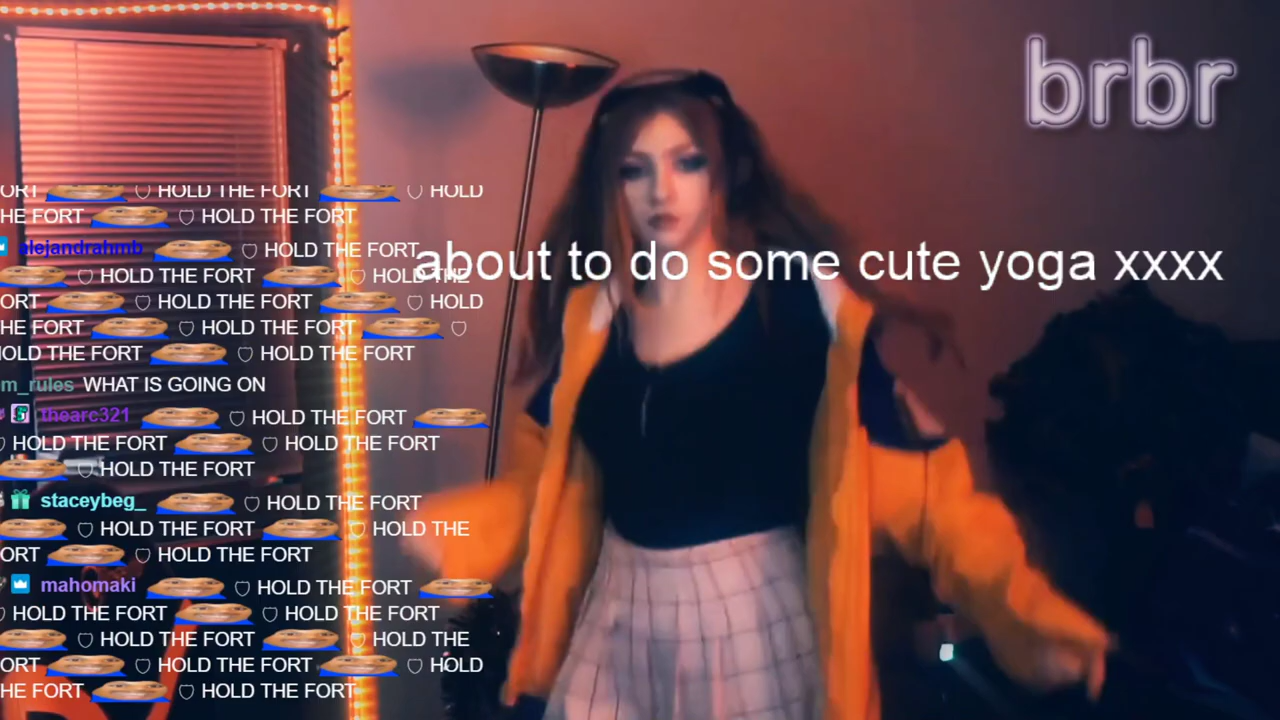 brbr
about to do some cute yoga xxxx
ORT HOLD THE FORT HOLD
HE FORT HOLD THE FORT
alejandrahmb HOLD THE FORT
HOLD THE FORT HOLD THE
ORT HOLD THE FORT HOLD
HE FORT HOLD THE FORT
HOLD THE FORT HOLD THE FORT
m_rules WHAT IS GOING ON
thearc321 HOLD THE FORT
HOLD THE FORT HOLD THE FORT
HOLD THE FORT
staceybeg_ HOLD THE FORT
HOLD THE FORT HOLD THE
ORT HOLD THE FORT
mahomaki HOLD THE FORT
HOLD THE FORT HOLD THE FORT
HOLD THE FORT HOLD THE
ORT HOLD THE FORT HOLD
HE FORT HOLD THE FORT